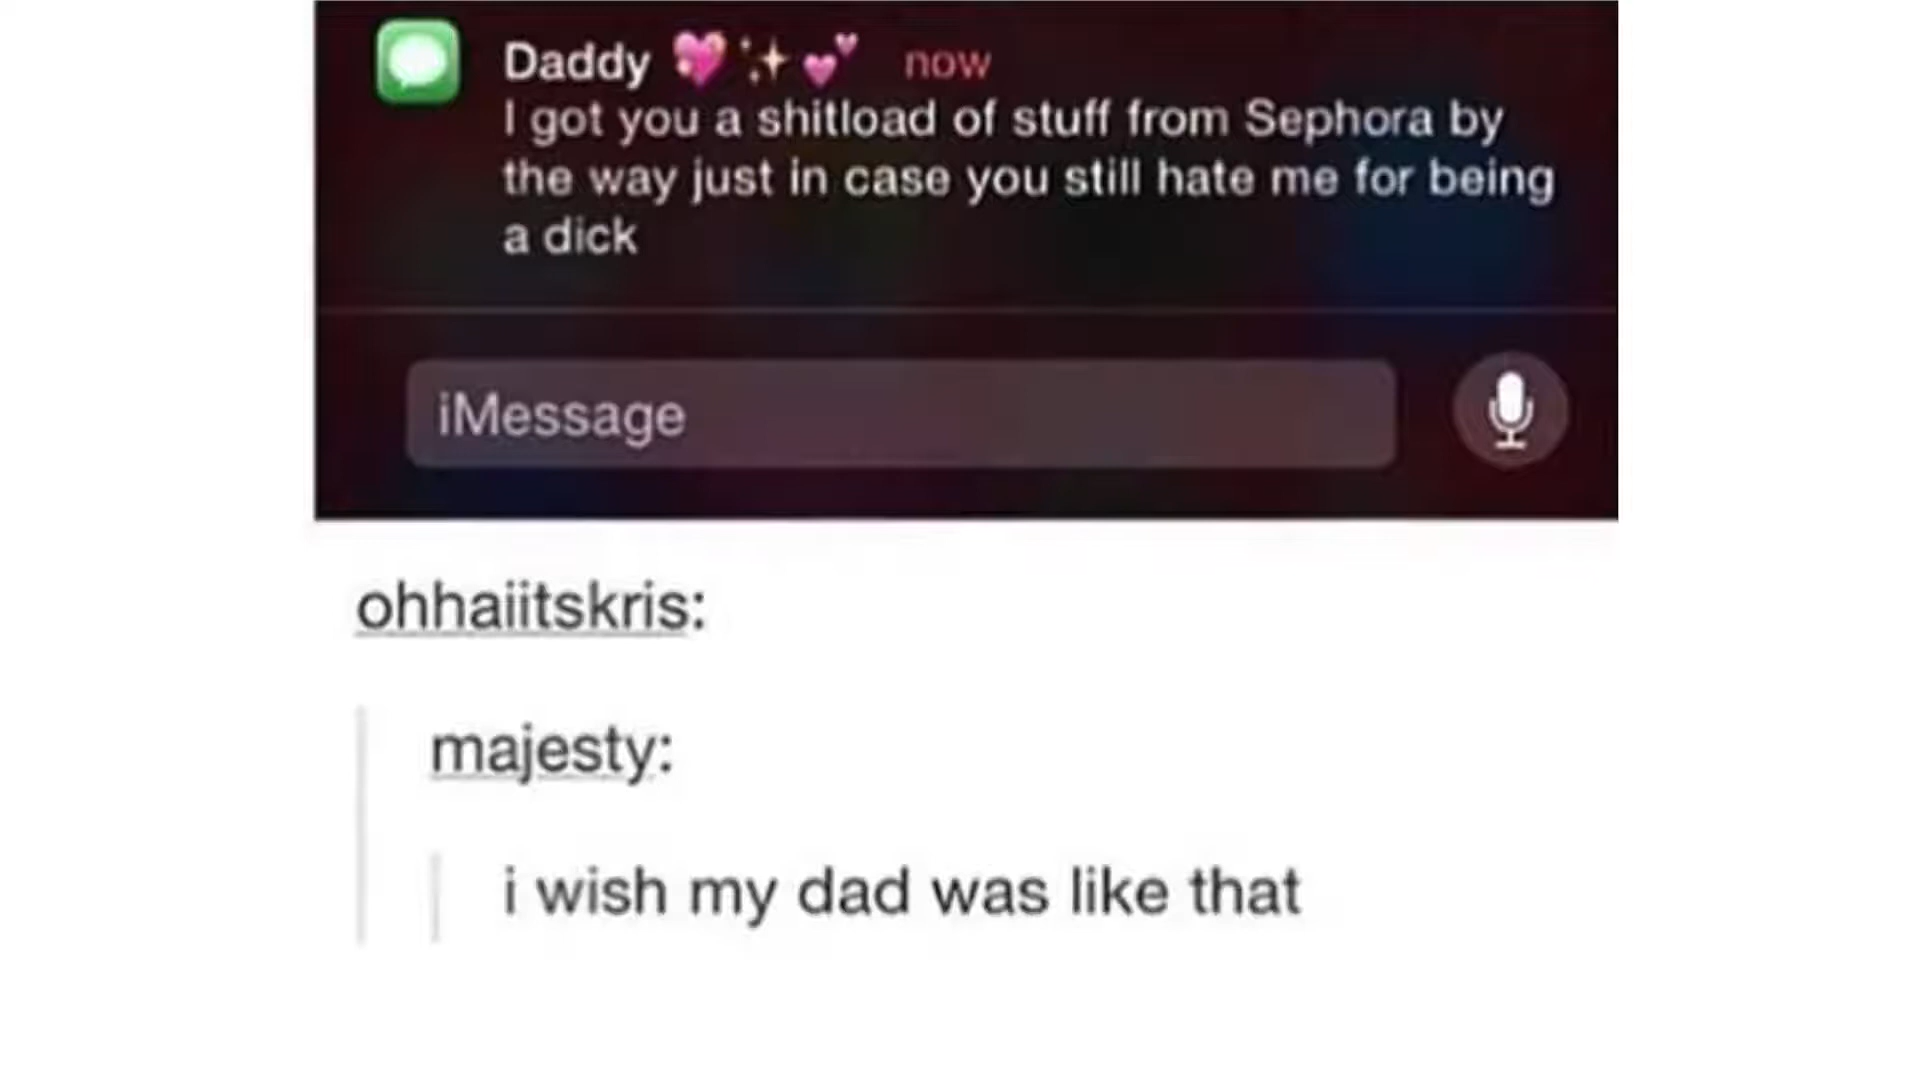 Daddy 💖✨💕 now
I got you a shitload of stuff from Sephora by
the way just in case you still hate me for being
a dick
iMessage
ohhaiitskris:
majesty:
i wish my dad was like that